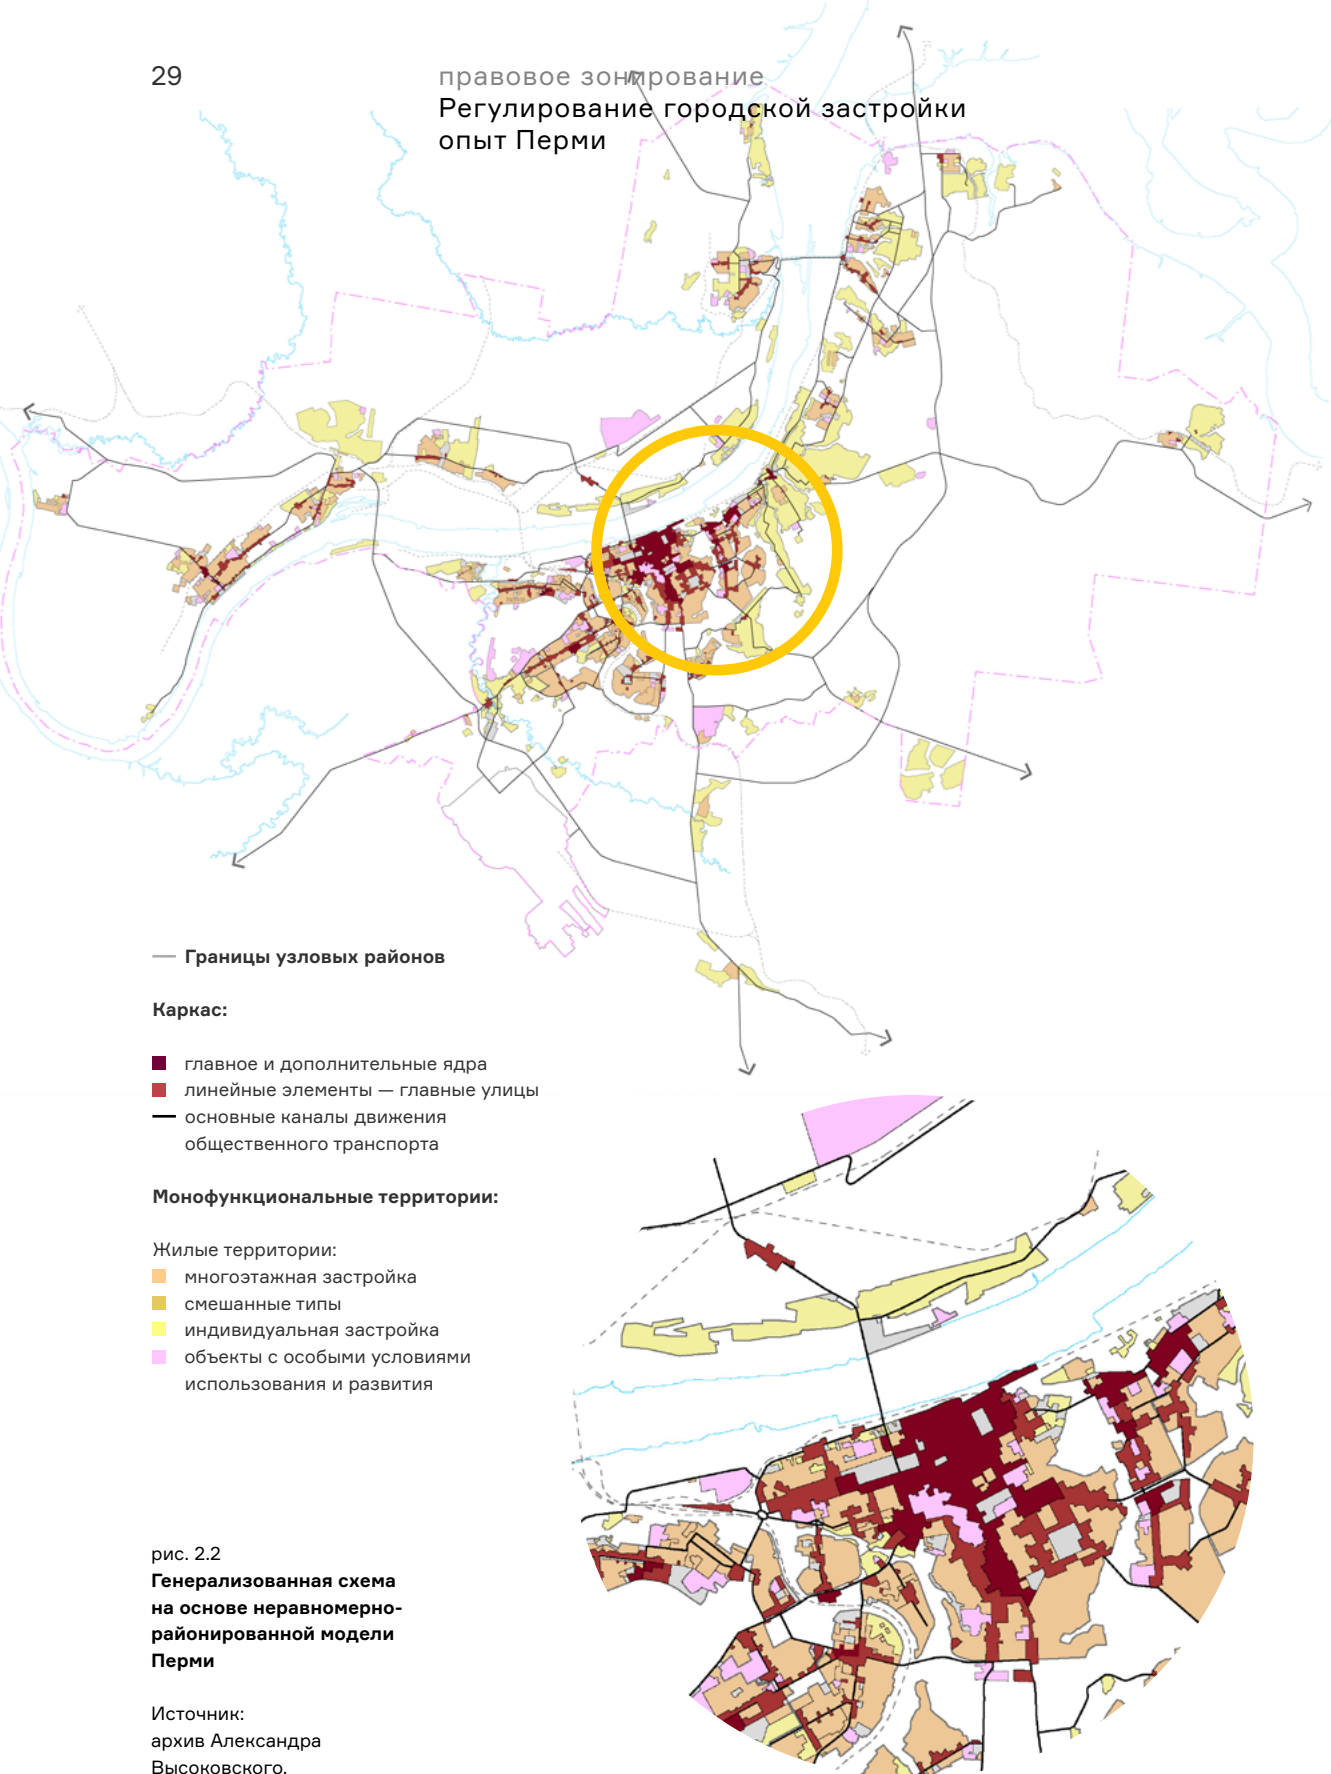 29
правовое зонирование
Регулирование городской застройки
опыт Перми
Границы узловых районов
Каркас:
главное и дополнительные ядра
линейные элементы — главные улицы
основные каналы движения
общественного транспорта
Монофункциональные территории:
Жилые территории:
многоэтажная застройка
смешанные типы
индивидуальная застройка
объекты с особыми условиями
использования и развития
рис. 2.2
Генерализованная схема
на основе неравномерно-
районированной модели
Перми
Источник:
архив Александра
Высоковского.